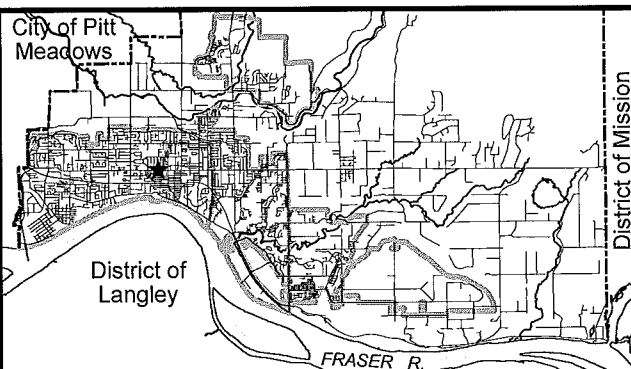 City of Pitt
Meadows
District of Mission
District of
Langley
FRASER R.